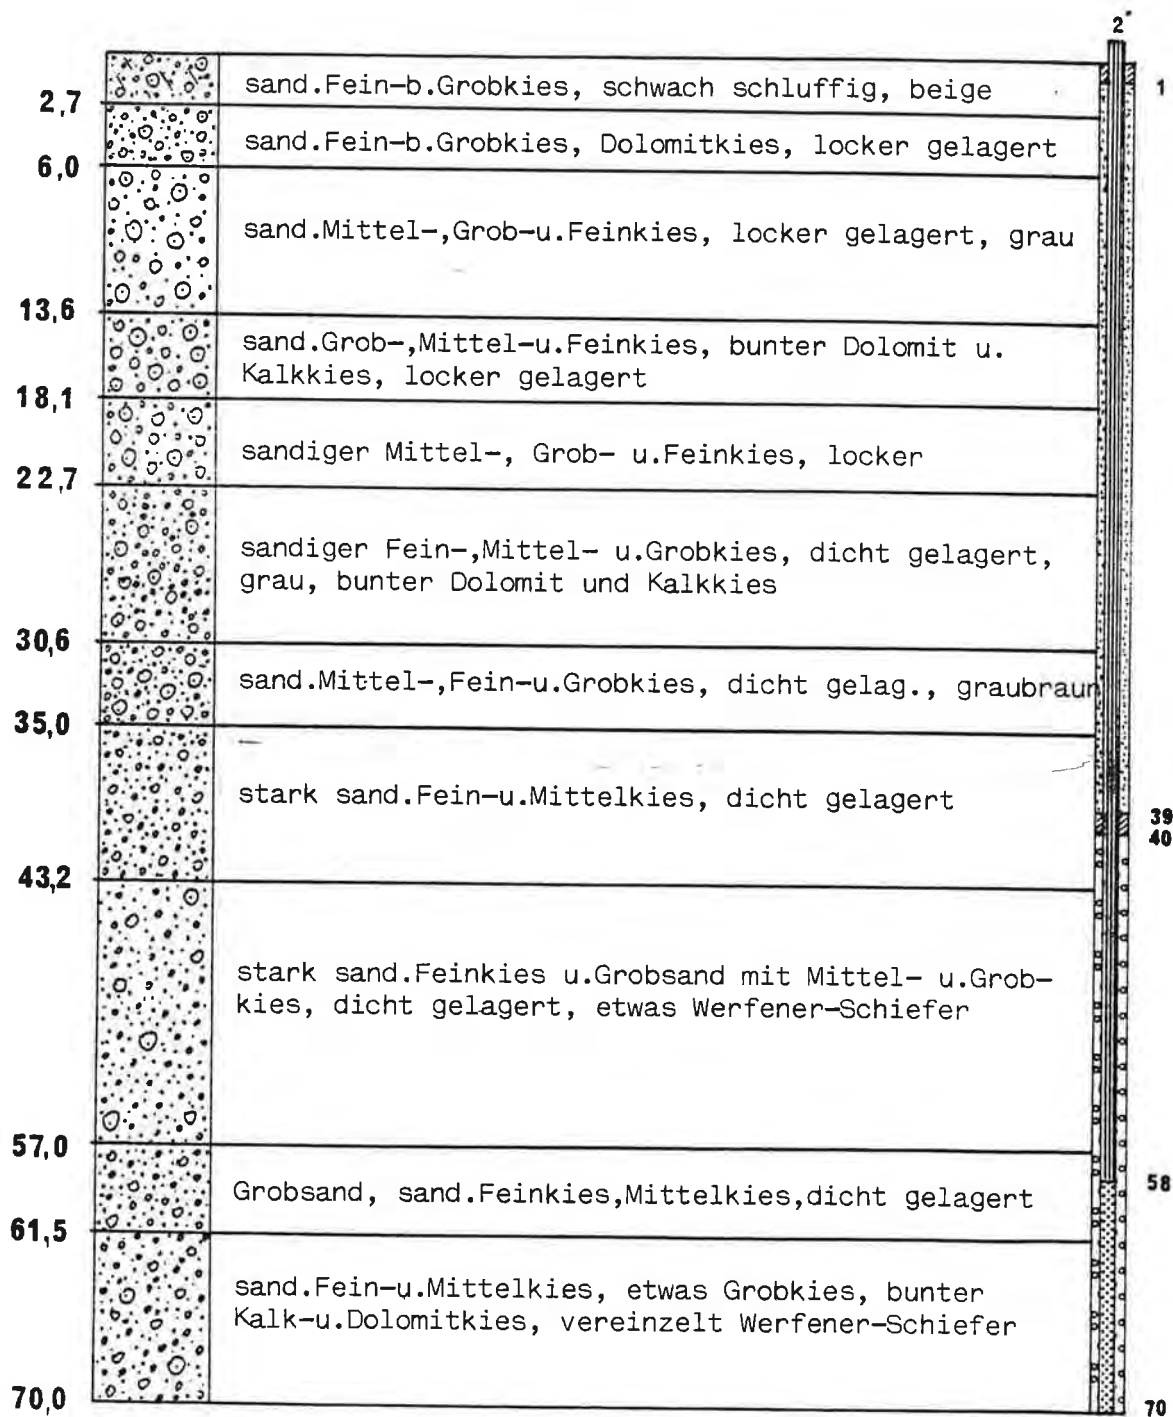 2"
sand.Fein-b.Grobkies, schwach schluffig, beige
1
2,7
sand.Fein-b.Grobkies, Dolomitkies, locker gelagert
6,0
sand.Mittel-,Grob-u.Feinkies, locker gelagert, grau
13,6
sand.Grob-,Mittel-u.Feinkies, bunter Dolomit u.
Kalkkies, locker gelagert
18,1
sandiger Mittel-, Grob- u.Feinkies, locker
22,7
sandiger Fein-,Mittel- u.Grobkies, dicht gelagert,
grau, bunter Dolomit und Kalkkies
30,6
sand.Mittel-,Fein-u.Grobkies, dicht gelag., graubraun
35,0
stark sand.Fein-u.Mittelkies, dicht gelagert
39
40
43,2
stark sand.Feinkies u.Grobsand mit Mittel- u.Grob-
kies, dicht gelagert, etwas Werfener-Schiefer
57,0
Grobsand, sand.Feinkies,Mittelkies,dicht gelagert
58
61,5
sand.Fein-u.Mittelkies, etwas Grobkies, bunter
Kalk-u.Dolomitkies, vereinzelt Werfener-Schiefer
70,0
70